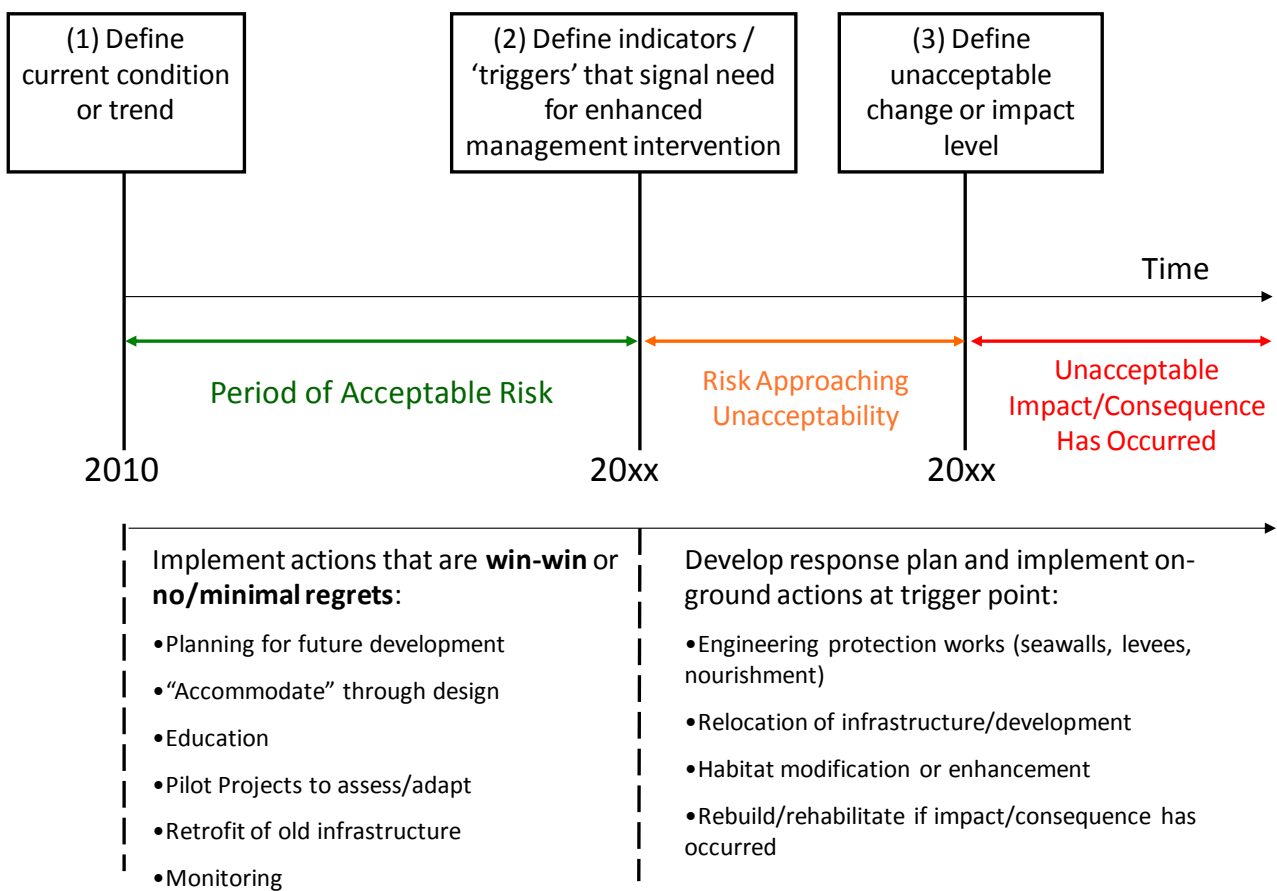 (1) Define
current condition
or trend
(2) Define indicators /
‘triggers’ that signal need
for enhanced
management intervention
(3) Define
unacceptable
change or impact
level
Time
Period of Acceptable Risk
Risk Approaching
Unacceptability
Unacceptable
Impact/Consequence
Has Occurred
2010
20xx
20xx
Implement actions that are win-win or
no/minimal regrets:
•Planning for future development
•“Accommodate” through design
•Education
•Pilot Projects to assess/adapt
•Retrofit of old infrastructure
•Monitoring
Develop response plan and implement on-
ground actions at trigger point:
•Engineering protection works (seawalls, levees,
nourishment)
•Relocation of infrastructure/development
•Habitat modification or enhancement
•Rebuild/rehabilitate if impact/consequence has
occurred